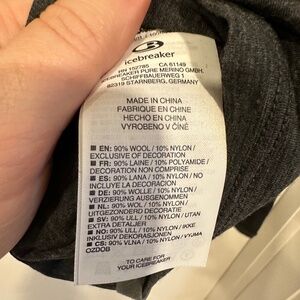 icebreaker
RN 152785 CA 61149
ICEBREAKER PURE MERINO GMBH.
SCHIFFBAUERWEG 1
82319 STARNBERG, GERMANY
MADE IN CHINA
FABRIQUE EN CHINE
HECHO EN CHINA
VYROBENO V ČÍNĚ
EN: 90% WOOL / 10% NYLON /
EXCLUSIVE OF DECORATION
FR: 90% LAINE / 10% POLYAMIDE /
DECORATION NON COMPRISE
ES: 90% LANA / 10% NYLON / NO
INCLUYE LA DECORACION
DE: 90% WOLLE / 10% NYLON /
VERZIERUNG AUSGENOMMEN
NL: 90% WOL / 10% NYLON /
UITGEZONDERD DECORATIE
SV: 90% ULL / 10% NYLON / UTAN
EXTRA DETALJER
NO: 90% ULL / 10% NYLON / IKKE
INKLUSIV DEKORASJONEN
CS: 90% VLNA / 10% NYLON / VYJMA
OZDOB
TO CARE FOR
YOUR ICEBREAKER